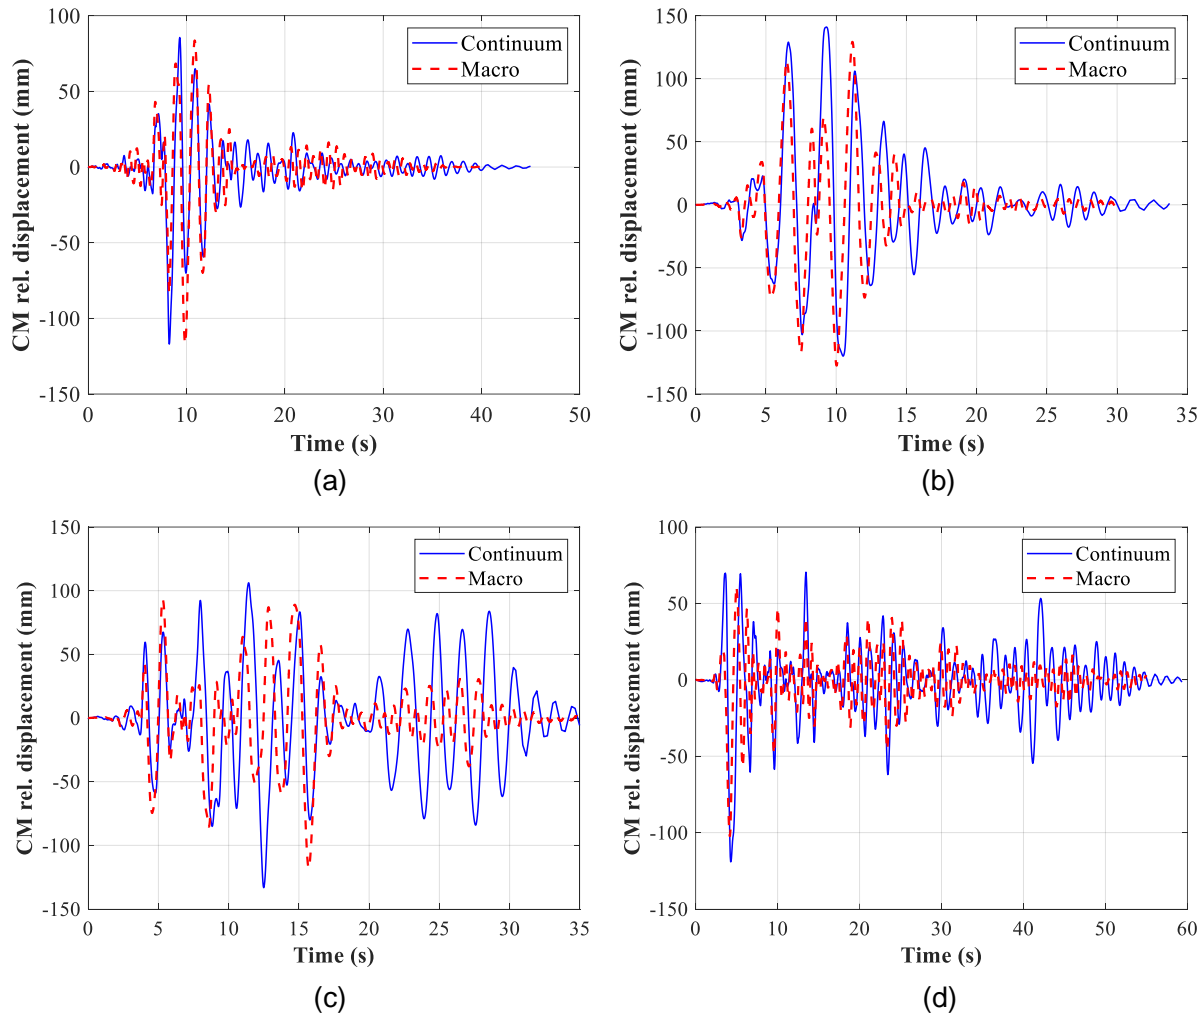 CM rel. displacement (mm)
100
50
0
-50
-100
-150
Continuum
Macro
0 10 20 30 40 50
Time (s)
(a)
CM rel. displacement (mm)
150
100
50
0
-50
-100
-150
Continuum
Macro
0 5 10 15 20 25 30 35
Time (s)
(b)
CM rel. displacement (mm)
150
100
50
0
-50
-100
-150
Continuum
Macro
0 5 10 15 20 25 30 35
Time (s)
(c)
CM rel. displacement (mm)
100
50
0
-50
-100
-150
Continuum
Macro
0 10 20 30 40 50 60
Time (s)
(d)